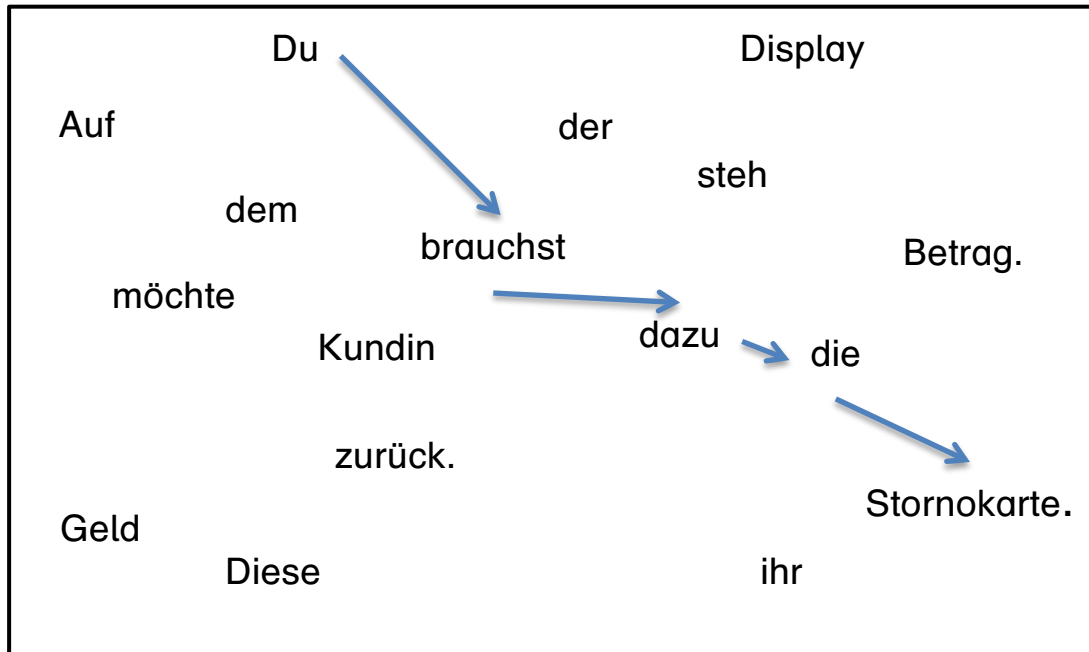 Du Display
Auf der
steh
dem
brauchst Betrag.
möchte
Kundin dazu die
zurück.
Stornokarte.
Geld
Diese ihr